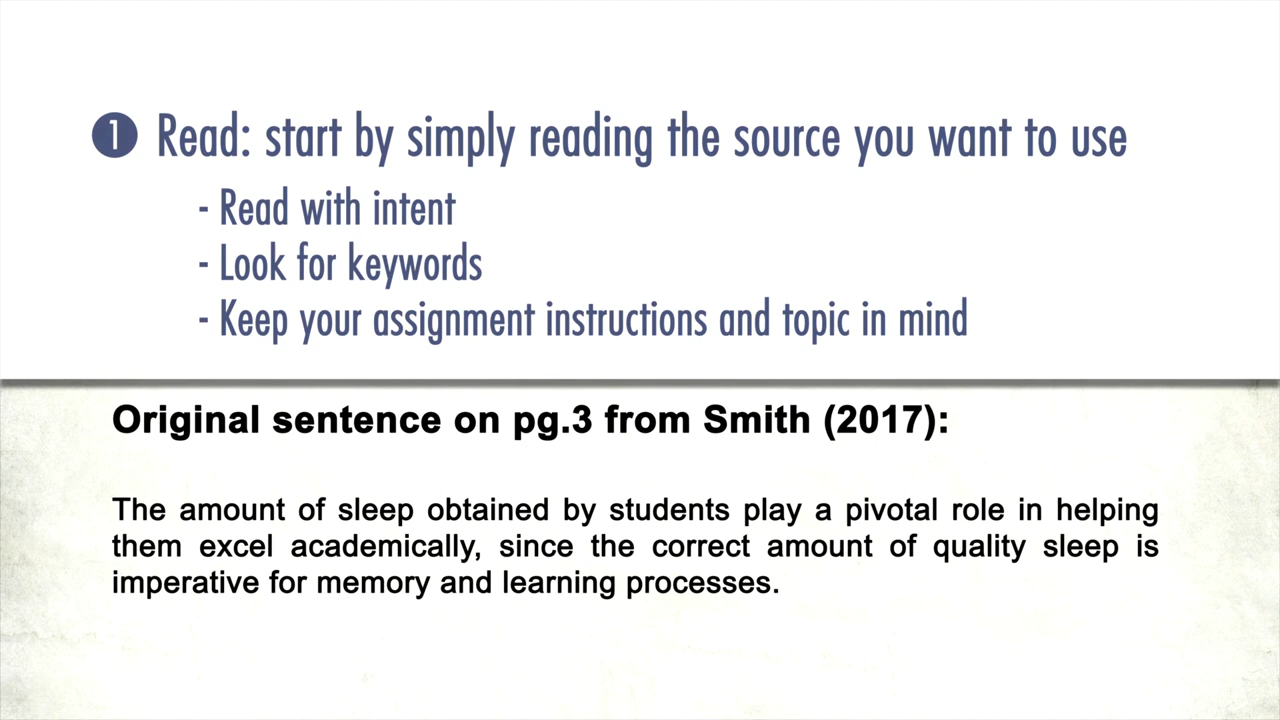 1 Read: start by simply reading the source you want to use
- Read with intent
- Look for keywords
- Keep your assignment instructions and topic in mind
Original sentence on pg.3 from Smith (2017):
The amount of sleep obtained by students play a pivotal role in helping
them excel academically, since the correct amount of quality sleep is
imperative for memory and learning processes.